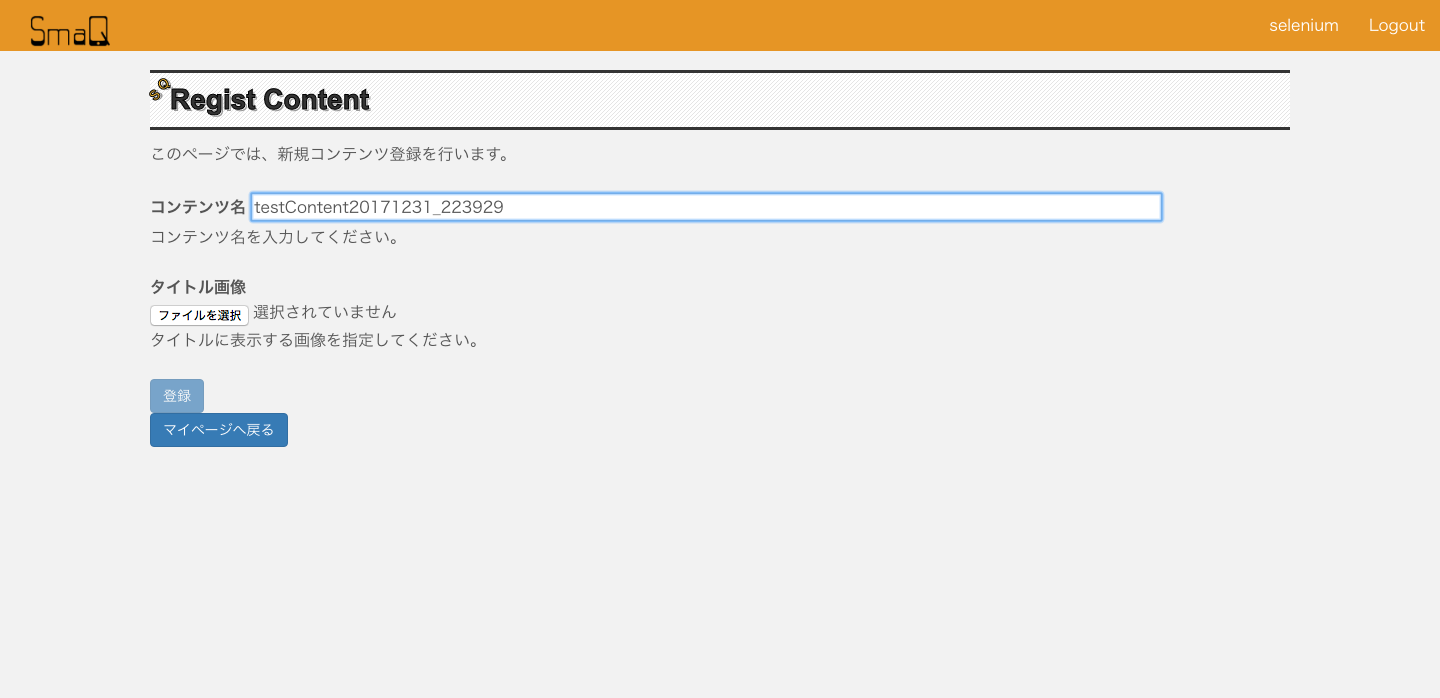 SmaQ
selenium Logout
Regist Content
このページでは、新規コンテンツ登録を行います。
コンテンツ名 testContent20171231_223929
コンテンツ名を入力してください。
タイトル画像
ファイルを選択 選択されていません
タイトルに表示する画像を指定してください。
登録
マイページへ戻る